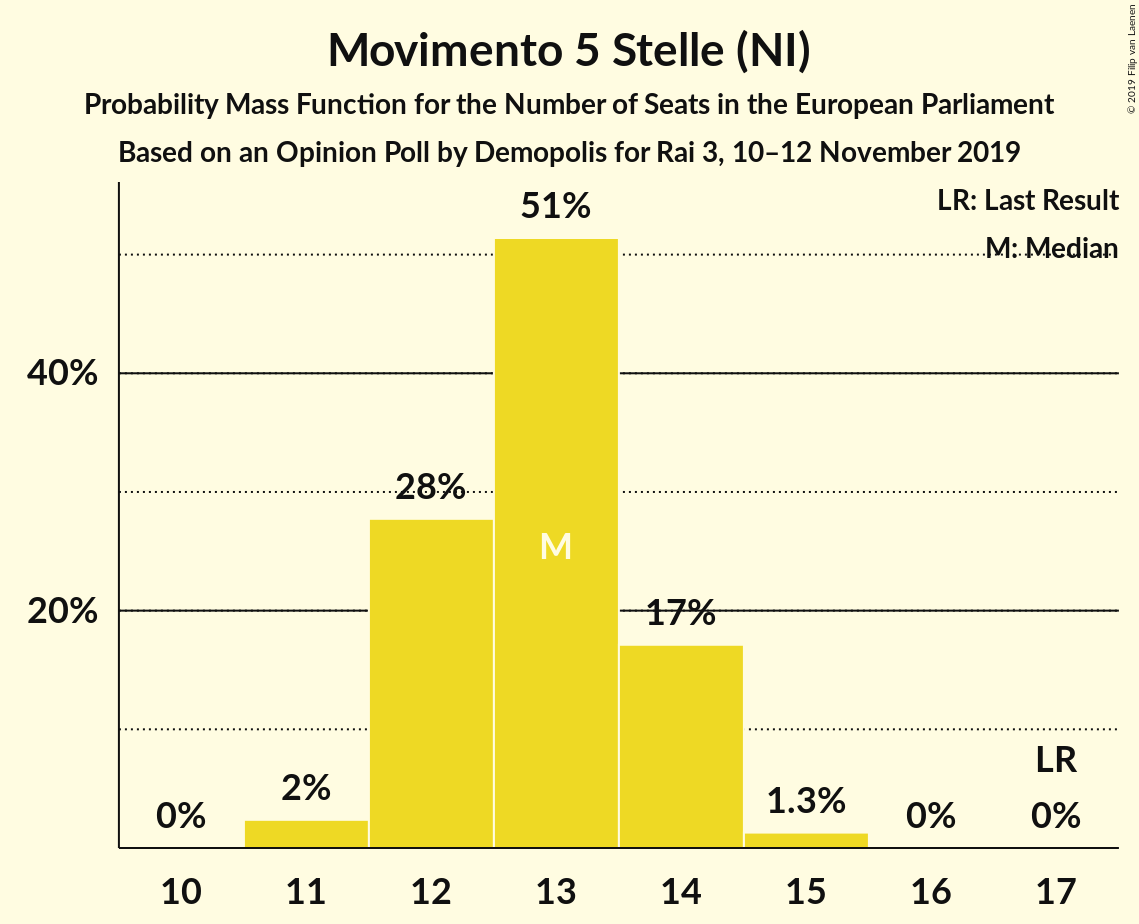 Movimento 5 Stelle (NI)
Probability Mass Function for the Number of Seats in the European Parliament
Based on an Opinion Poll by Demopolis for Rai 3, 10–12 November 2019
© 2019 Filip van Laenen
LR: Last Result
M: Median
51%
40%
28%
M
20%
17%
LR
2%
1.3%
0%
0%
0%
10 11 12 13 14 15 16 17